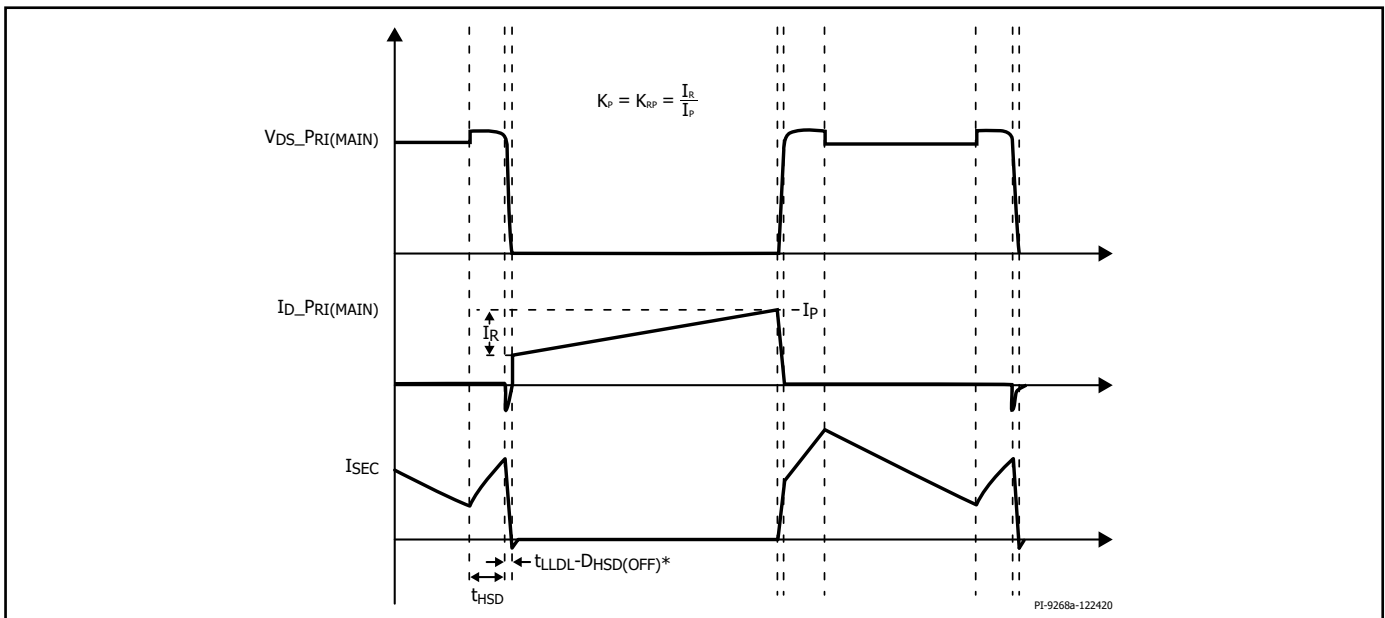 K_P = K_RP = I_R / I_P
V_DS_PRI(MAIN)
I_D_PRI(MAIN)
I_P
I_R
I_SEC
t_LLDL-D_HSD(OFF)*
t_HSD
PI-9268a-122420